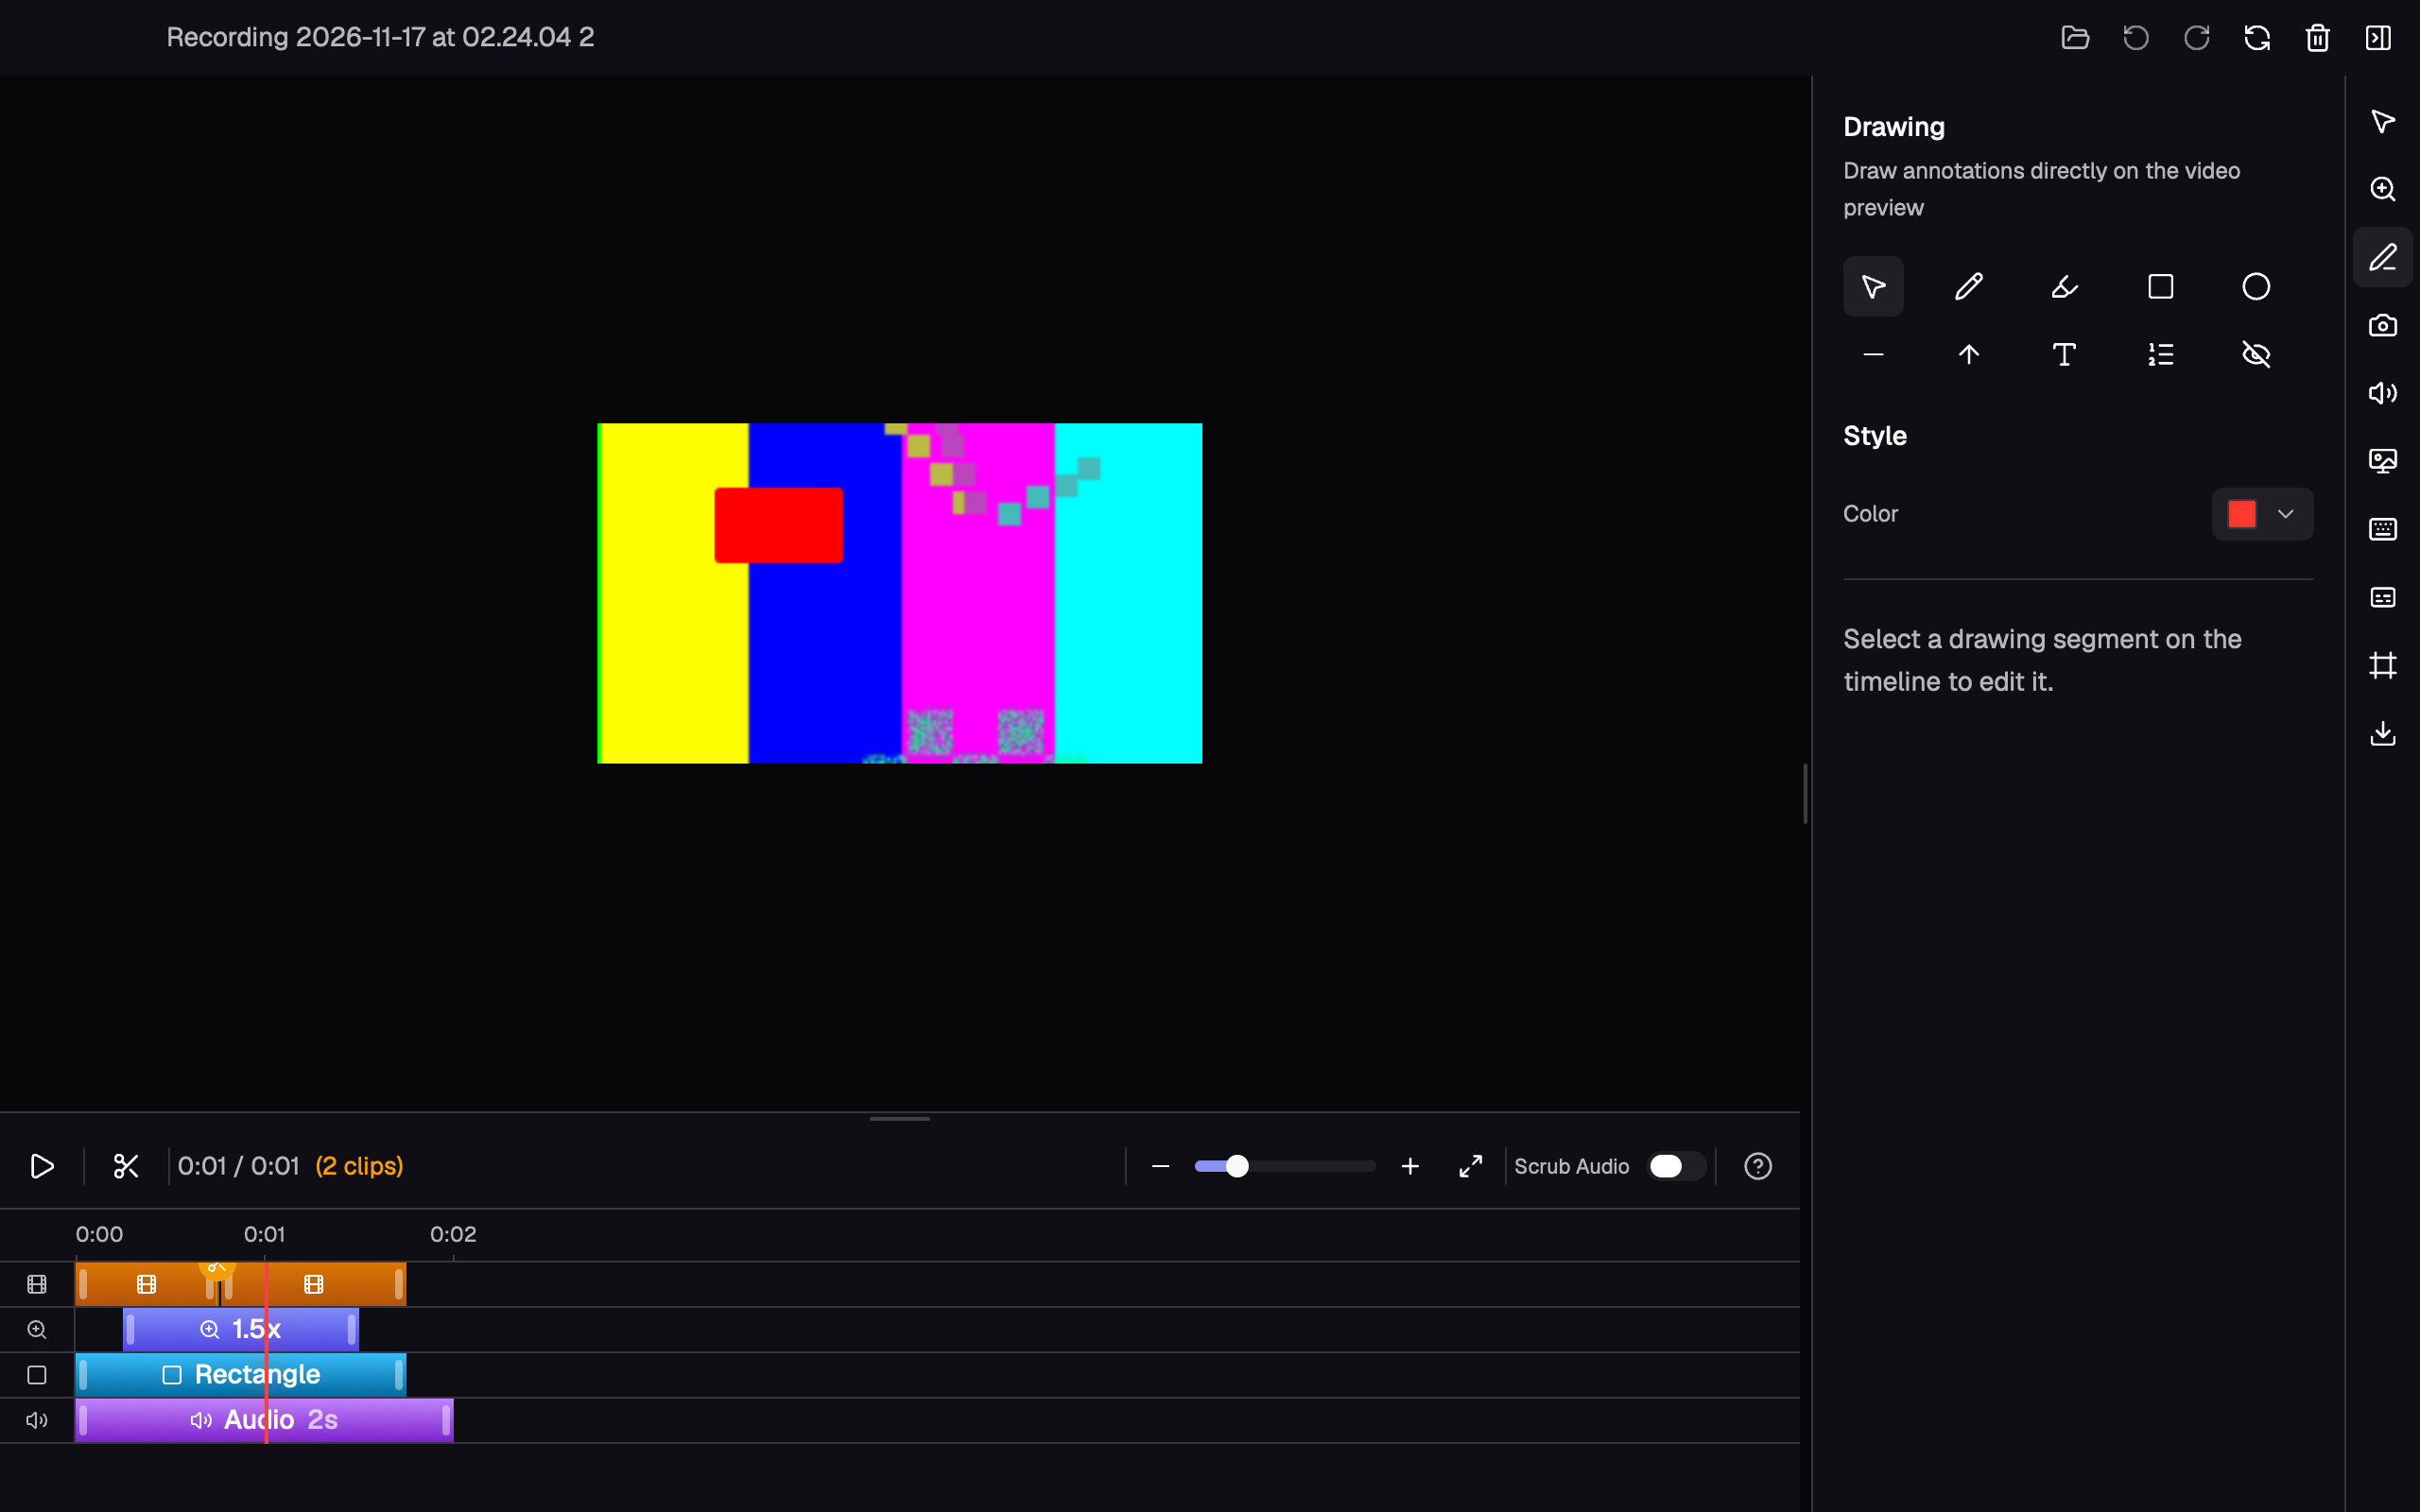 Recording 2026-11-17 at 02.24.04 2
Drawing
Draw annotations directly on the video
preview
Style
Color
Select a drawing segment on the
timeline to edit it.
0:01 / 0:01 (2 clips)
Scrub Audio
0:00 0:01 0:02
1.5x
Rectangle
Audio 2s